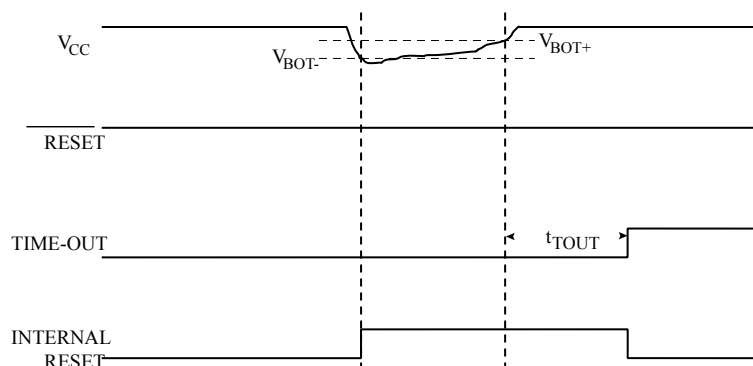 VCC
VBOT-
VBOT+
RESET
TIME-OUT
tTOUT
INTERNAL
RESET